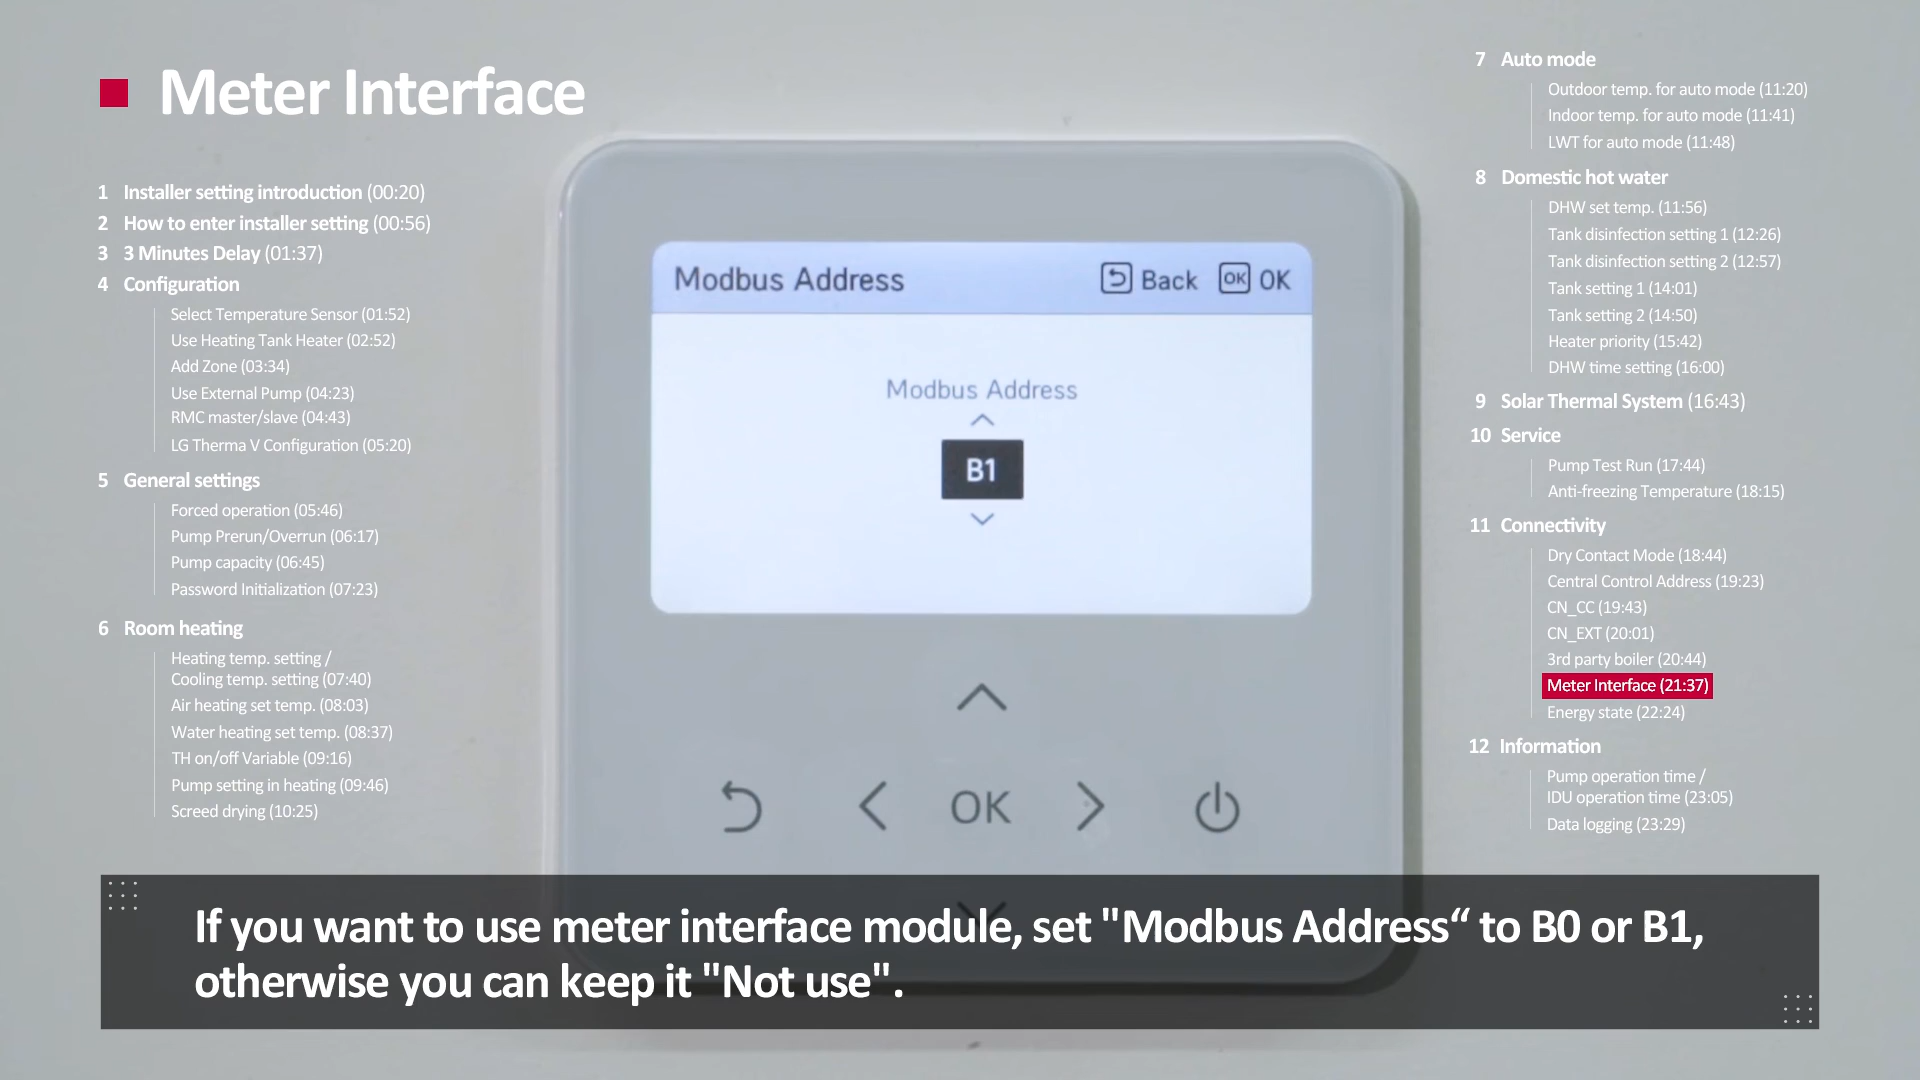 Meter Interface
1 Installer setting introduction (00:20)
2 How to enter installer setting (00:56)
3 3 Minutes Delay (01:37)
4 Configuration
Select Temperature Sensor (01:52)
Use Heating Tank Heater (02:52)
Add Zone (03:34)
Use External Pump (04:23)
RMC master/slave (04:43)
LG Therma V Configuration (05:20)
5 General settings
Forced operation (05:46)
Pump Prerun/Overrun (06:17)
Pump capacity (06:45)
Password Initialization (07:23)
6 Room heating
Heating temp. setting /
Cooling temp. setting (07:40)
Air heating set temp. (08:03)
Water heating set temp. (08:37)
TH on/off Variable (09:16)
Pump setting in heating (09:46)
Screed drying (10:25)
Modbus Address Back OK OK
Modbus Address
B1
OK
7 Auto mode
Outdoor temp. for auto mode (11:20)
Indoor temp. for auto mode (11:41)
LWT for auto mode (11:48)
8 Domestic hot water
DHW set temp. (11:56)
Tank disinfection setting 1 (12:26)
Tank disinfection setting 2 (12:57)
Tank setting 1 (14:01)
Tank setting 2 (14:50)
Heater priority (15:42)
DHW time setting (16:00)
9 Solar Thermal System (16:43)
10 Service
Pump Test Run (17:44)
Anti-freezing Temperature (18:15)
11 Connectivity
Dry Contact Mode (18:44)
Central Control Address (19:23)
CN_CC (19:43)
CN_EXT (20:01)
3rd party boiler (20:44)
Meter Interface (21:37)
Energy state (22:24)
12 Information
Pump operation time /
IDU operation time (23:05)
Data logging (23:29)
If you want to use meter interface module, set "Modbus Address“ to B0 or B1,
otherwise you can keep it "Not use".